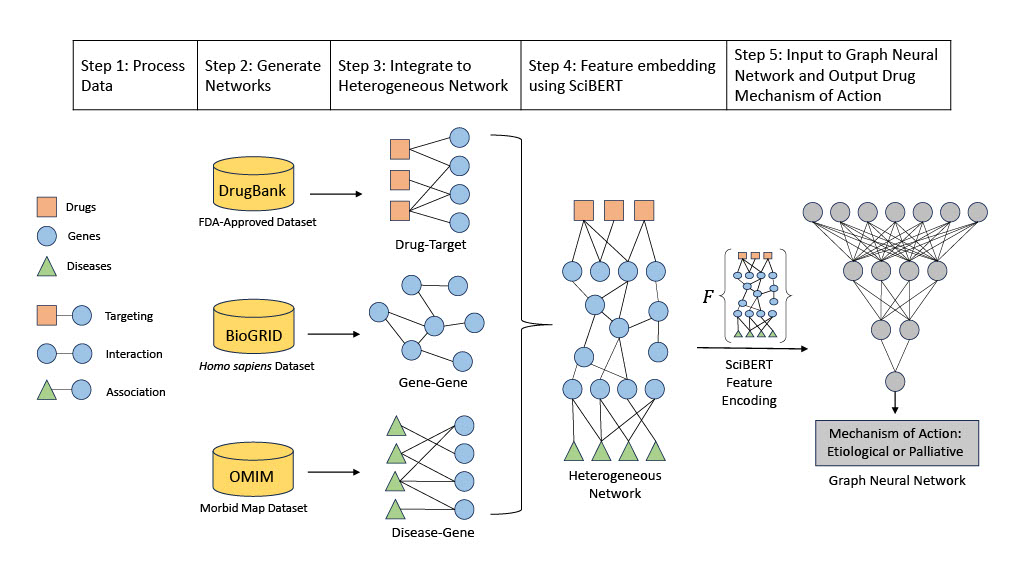 Step 1: Process
Data
Step 2: Generate
Networks
Step 3: Integrate to
Heterogeneous Network
Step 4: Feature embedding
using SciBERT
Step 5: Input to Graph Neural
Network and Output Drug
Mechanism of Action
Drugs
Genes
Diseases
Targeting
Interaction
Association
DrugBank
FDA-Approved Dataset
BioGRID
Homo sapiens Dataset
OMIM
Morbid Map Dataset
Drug-Target
Gene-Gene
Disease-Gene
Heterogeneous
Network
F
SciBERT
Feature
Encoding
Mechanism of Action:
Etiological or Palliative
Graph Neural Network